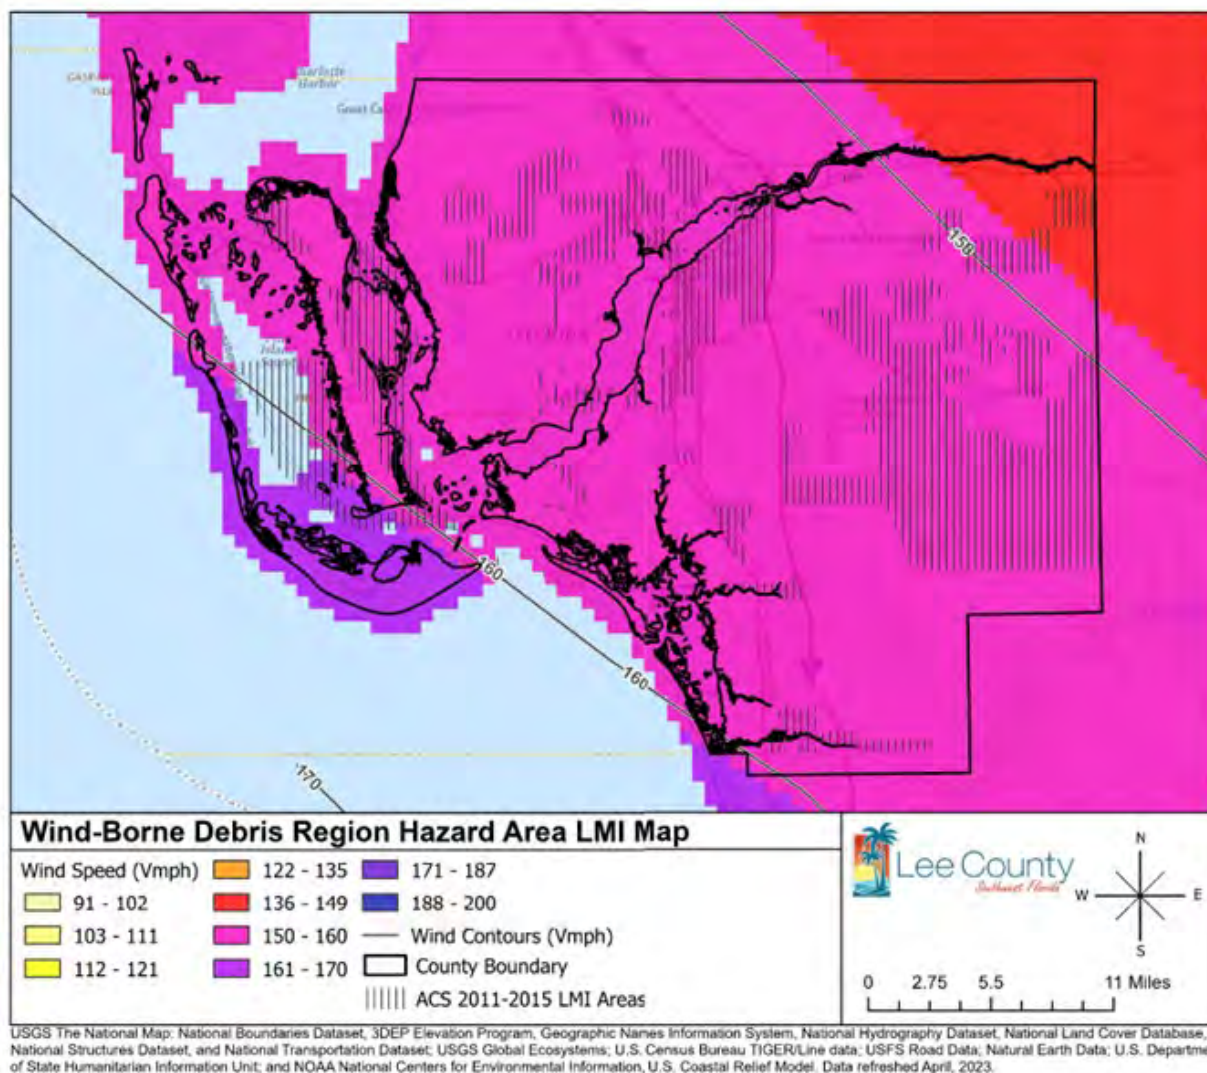 Harbor
Great Ca
150
160
160
170
Wind-Borne Debris Region Hazard Area LMI Map
Wind Speed (Vmph)
91 - 102
103 - 111
112 - 121
122 - 135
136 - 149
150 - 160
161 - 170
171 - 187
188 - 200
Wind Contours (Vmph)
County Boundary
ACS 2011-2015 LMI Areas
Lee County
Southwest Florida
N
W
E
S
0 2.75 5.5 11 Miles
USGS The National Map: National Boundaries Dataset, 3DEP Elevation Program, Geographic Names Information System, National Hydrography Dataset, National Land Cover Database,
National Structures Dataset, and National Transportation Dataset; USGS Global Ecosystems; U.S. Census Bureau TIGER/Line data; USFS Road Data; Natural Earth Data; U.S. Departme
of State Humanitarian Information Unit; and NOAA National Centers for Environmental Information, U.S. Coastal Relief Model. Data refreshed April, 2023.